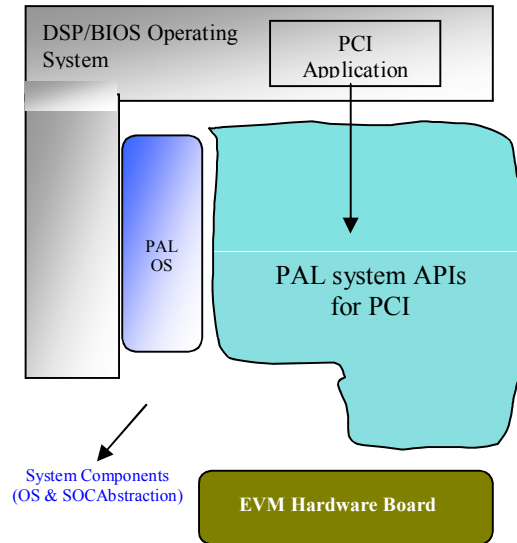 DSP/BIOS Operating
System
PCI
Application
PAL
OS
PAL system APIs
for PCI
System Components
(OS & SOCAbstraction)
EVM Hardware Board